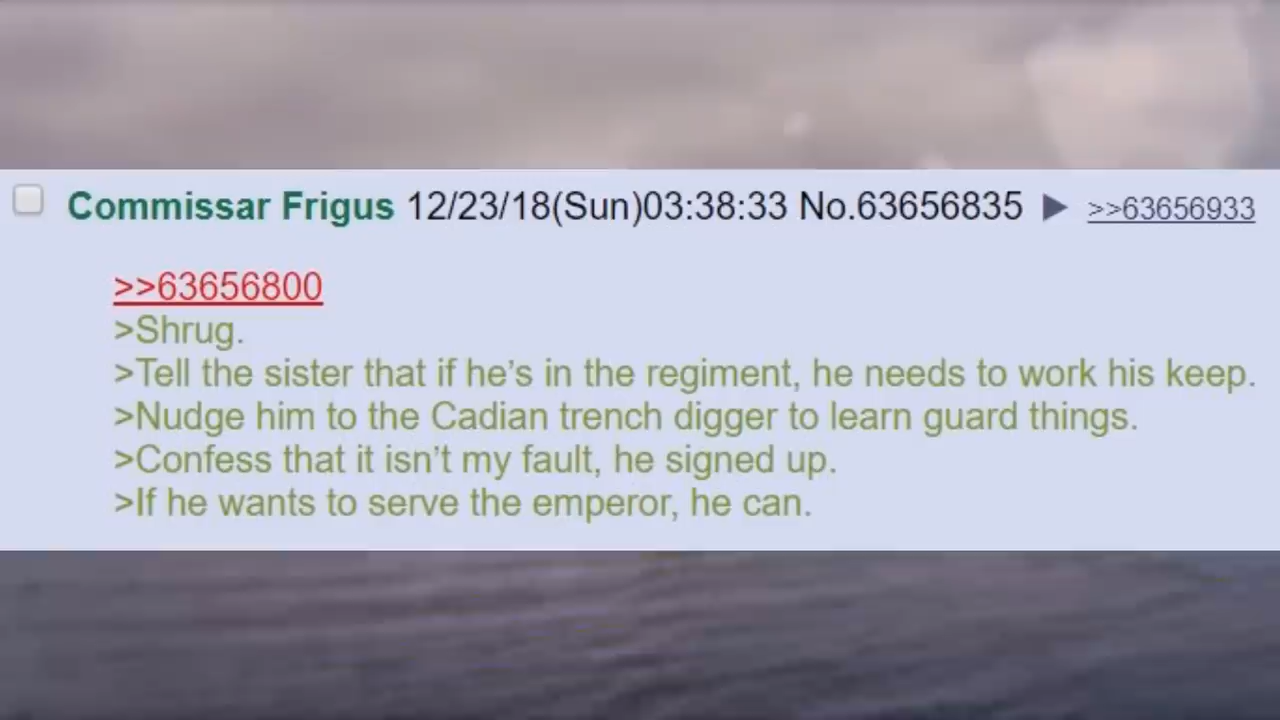 Commissar Frigus 12/23/18(Sun)03:38:33 No.63656835 ▶ >>63656933
>>63656800
>Shrug.
>Tell the sister that if he’s in the regiment, he needs to work his keep.
>Nudge him to the Cadian trench digger to learn guard things.
>Confess that it isn’t my fault, he signed up.
>If he wants to serve the emperor, he can.